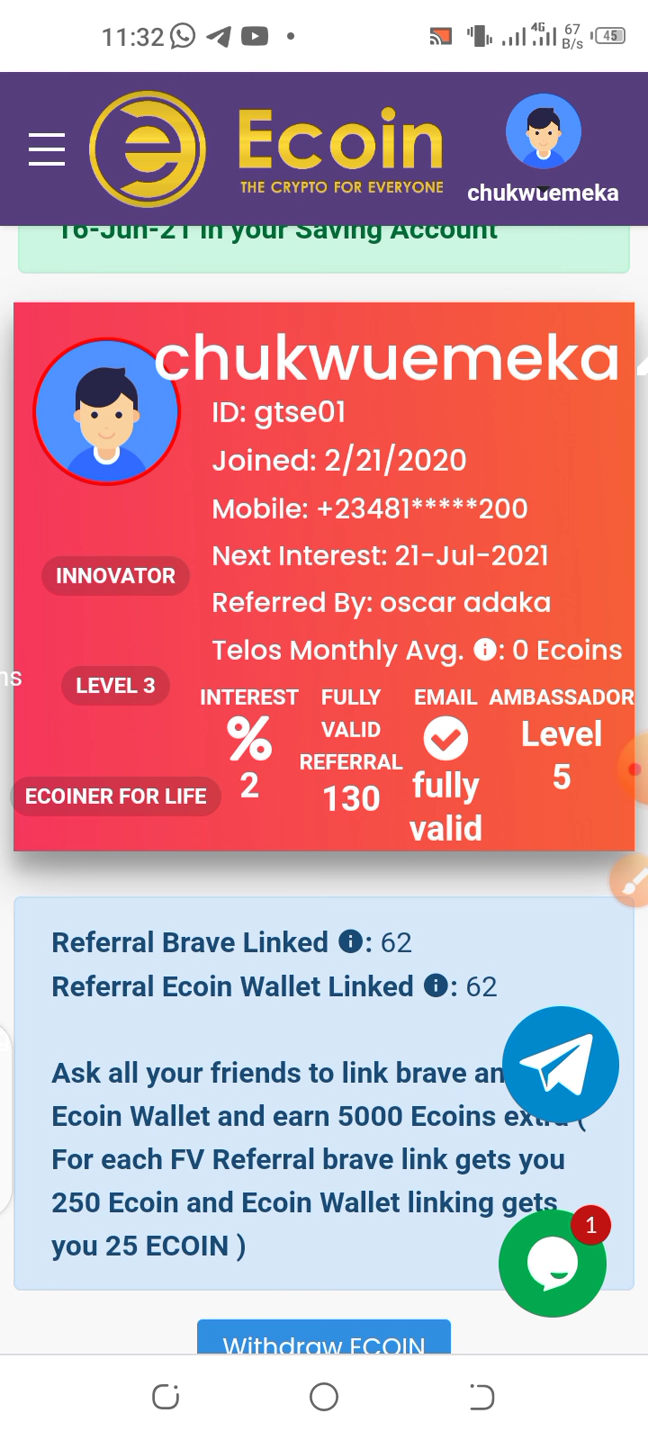 11:32
4G
67
B/s
45
Ecoin
THE CRYPTO FOR EVERYONE
chukwuemeka
16-Jun-21 in your Saving Account
chukwuemeka
ID: gtse01
Joined: 2/21/2020
Mobile: +23481*****200
Next Interest: 21-Jul-2021
INNOVATOR
Referred By: oscar adaka
Telos Monthly Avg. : 0 Ecoins
ns
LEVEL 3
INTEREST
%
2
FULLY
VALID
REFERRAL
130
EMAIL
fully
valid
AMBASSADOR
Level
5
ECOINER FOR LIFE
Referral Brave Linked : 62
Referral Ecoin Wallet Linked : 62
Ask all your friends to link brave an
Ecoin Wallet and earn 5000 Ecoins extra (
For each FV Referral brave link gets you
250 Ecoin and Ecoin Wallet linking gets
you 25 ECOIN )
1
Withdraw ECOIN